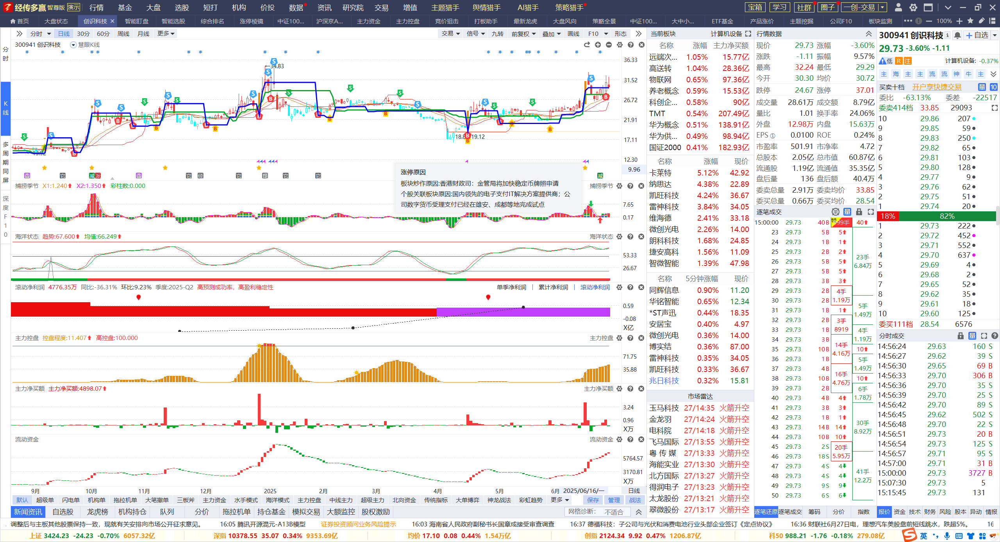 经传多赢 智尊版 演示 行情 基金 大盘 选股 短打 机构 价投 数据 资讯 研究院 交易 增值 主题猎手 舆情猎手 AI猎手 策略猎手 宝箱 学习 社群 圈子 一创-交易
首页 大盘状态 创识科技 智能盯盘 智能选股 综合排名 涨停棱镜 中证100... 沪深京A... 主力资金 主力控盘 竞价狙击 打板助手 最新龙虎 大盘风向 策略全景 中证100... 大中小... ETF基金 产品涨价 主题挖掘 公司F10 板块监测 100%
分时 K线 多周期同屏 深度F10
分时 日线 30分 60分 周线 月线 更多 交易 信号 九转 前复权 叠加 画线 F10 形态
300941 创识科技 慧眼K线
34.83
18.8 19.12
13.92
36.33
31.52
26.72
21.91
17.11
12.30
9.96
涨停原因
板块炒作原因:香港财政司：金管局将加快稳定币牌照申请
个股关联板块原因:国内领先的电子支付IT解决方案提供商；公
司数字货币受理支付已经在雄安、成都等地完成试点
捕捞季节 X1:1.240 X2:1.350 彩柱数:0.000 捕捞季节
7.65
0.17
海洋状态 趋势:67.600 均值:66.249 海洋状态
53.33
26.67
滚动净利润 4776.35万 同比:-36.31% 环比:9.23% 季度:2025-Q2 高预测成功率，高盈利稳定性 单季净利润 累计净利润 滚动净利润
0.59
-0.08
X亿
主力控盘 控盘程度:11.407 高控盘:100.000 主力控盘
71.75
35.88
主力净买额 主力净买额:4898.07 主力净买额
3.24
0.96
X万
流动资金 流动资金
5764.57
3170.81
X万
9月 10月 11月 12月 2025 2月 3月 4月 5月 6月 2025/06/16/一 日线
默认 超级单 闪电单 机构单 拖拉机单 大笔撤单 三板斧 主力资金 水手模式 海洋模式 主力控盘 中线主力 超级主力 北向资金 传统指标 大单博弈 神龙战法 彩虹趋势 更多 保存 管理 战法
新闻资讯 自选股 龙虎榜 机构持仓 队列 分价 拖拉机单 持仓基金 模拟交易 大额监控 股权激励 网格诊断： 不适合
当前板块 计算机设备
名称 涨幅 主力净买额
远端次... 1.05% 15.77亿
高送转 1.04% 28.36亿
物联网 0.65% 97.36亿
养老概念 0.59% 15.53亿
科创企... 0.58% 90亿
TMT 0.54% 207.49亿
华为概念 0.51% 138.91亿
华为供... 0.49% 98.94亿
国证2000 0.41% 182.93亿
名称 涨幅 现价
卡莱特 5.12% 42.92
纳思达 4.38% 22.89
凯旺科技 4.24% 36.67
雷神科技 3.84% 34.05
维海德 2.41% 33.18
微创光电 2.26% 14.00
朗科科技 1.68% 24.85
捷安高科 1.56% 11.09
智微智能 1.39% 47.98
名称 5分钟涨幅 现价
同辉信息 0.90% 11.20
华铭智能 0.65% 12.34
*ST声迅 0.44% 18.35
安居宝 0.40% 4.97
微创光电 0.36% 14.00
博实结 0.36% 87.00
雷神科技 0.35% 34.05
凯旺科技 0.33% 36.67
兆日科技 0.32% 15.81
市场雷达
玉马科技 27/14:35 火箭升空
金龙羽 27/14:24 火箭升空
电科院 27/14:18 火箭升空
飞马国际 27/13:55 火箭升空
粤 传 媒 27/13:33 火箭升空
海能实业 27/13:30 火箭升空
北方国际 27/13:27 火箭升空
得润电子 27/13:23 火箭升空
太龙股份 27/13:21 火箭升空
翠微股份 27/13:17 火箭升空
行情数据
现价 29.73 涨幅 -3.60%
涨跌 -1.11 振幅 9.57%
最高 32.24 最低 29.29
今开 30.30 均价 30.72
跌停 24.67 涨停 37.01
成交量 28.61万 成交额 8.79亿
量比 1.01 换手率 24.06%
外盘 12.98万 内盘 15.63万
EPS① 0.0100 ROE 0.24%
市盈率 501.91 市净率 4.72
总股本 2.05亿 总市值 60.87亿
流通股 1.19亿 流通值 35.35亿
盘后量 136 盘后额 40.4万
委卖总量 2.91万 委卖均价 33.85
委买总量 0.66万 委买均价 28.54
逐笔成交 量
15:00:00 29.73 40B 999手 40
23 29.73 5B 5
24 29.73 1B 1
25 29.73 2B 2
26 29.73 5B 5
27 29.73 5B 5
28 29.73 3B 3
29 29.73 2B
30 29.73 2B
31 29.73 1B 1
32 29.73 2B
33 29.73 1B
34 29.73 3B
35 29.73 10B 10
36 29.73 1B
37 29.73 4B
38 29.73 10B 10
39 29.73 2B
40 29.73 4B 4
41 29.73 3B 3
42 29.73 1B 1
43 29.73 14B 14
44 29.73 10B 10
45 29.73 2S
46 29.73 18S
47 29.73 4S 4
48 29.73 4S 4
49 29.73 9S 9
50 29.73 6S 6
4手 1.19万
3手 8919
14手 4.16万
16手 4.76万
20手 5.95万
23手 6.84万
5手 1.49万
4手 1.19万
5手 1.49万
6手 1.78万
30手 8.92万
41手 12.2万
逐笔还原 逐笔成交 筹码 分价 指数
300941 创识科技 自选
29.73 -3.60% -1.11
低 R 注 计算机设备: -0.37%
主 海 主 主 流 流 神 牛 主
买卖十档 开户享快捷交易 量 10
委比 -63.13% 委差 -22517
委卖414档 33.85 29093
10 29.86 207
9 29.85 59
8 29.83 250
7 29.82 65
6 29.81 103
5 29.80 128
4 29.77 9
3 29.76 62
2 29.75 51
1 29.74 20
18% 82%
1 29.73 222
2 29.72 452
3 29.71 552
4 29.70 637
5 29.69 4
6 29.68 2
7 29.65 52
8 29.62 35
9 29.61 18
10 29.60 125
委买111档 28.54 6576
分时成交 量
14:56:24 29.63 160 S
14:56:27 29.62 39 S
14:56:30 29.65 69 B
14:56:33 29.70 306 B
14:56:36 29.70 35 S
14:56:39 29.70 25 S
14:56:42 29.70 89 S
14:56:45 29.62 502 S
14:56:48 29.70 22 S
14:56:51 29.73 20 B
14:56:54 29.73 125 S
14:56:57 29.71 95 S
14:57:00 29.71 31 B
15:00:00 29.73 3727 B
15:07:30 29.73 5
15:15:45 29.73 131
报价 资金 技术 财务 风险 股本 异动 情报
调整后与主板其他股票保持一致，现就有关安排向市场公开征求意见。 16:05 腾讯开源混元-A13B模型 证券投资顾问业务风险提示 16:03 海南省人民政府副秘书长国章成接受审查调查 16:37 德福科技：子公司与光伏和消费电池行业头部企业签订《定点协议》 16:36 财联社6月27日电，理想汽车美股盘前短线跳水，跌超5%。 16
上证 3424.23 -24.23 -0.70% 6057.32亿 深指 10378.55 35.07 0.34% 9353.69亿 均价 17.10 0.08 0.44% 1.54万亿 创指 2124.34 9.92 0.47% 1206.87亿 科50 988.21 -1.76 -0.18% 279.08亿 英